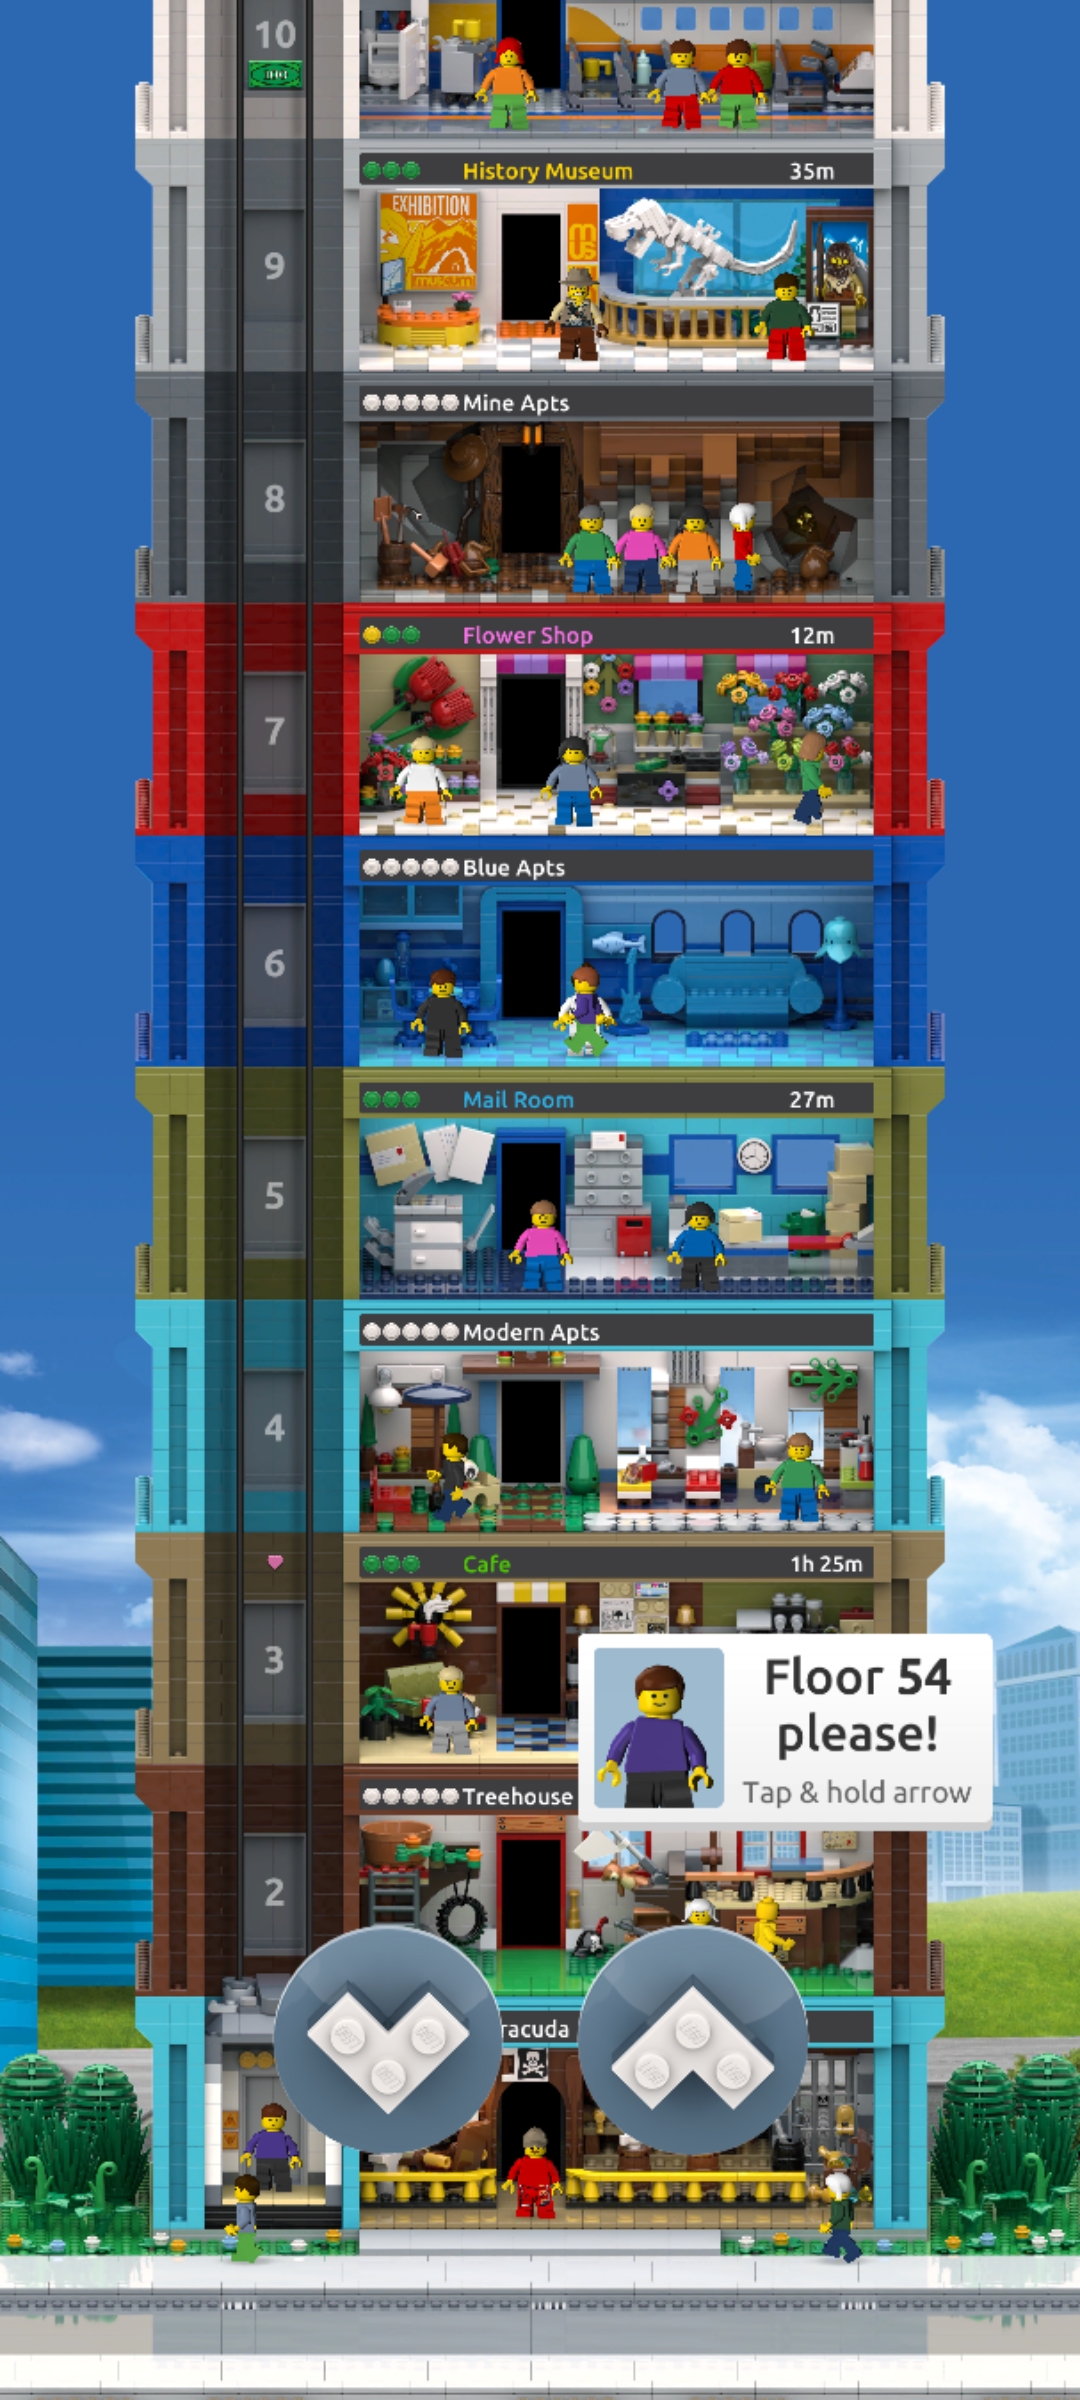 10
History Museum 35m
EXHIBITION
museum
9
Mine Apts
8
Flower Shop 12m
7
Blue Apts
6
Mail Room 27m
5
Modern Apts
4
Cafe 1h 25m
3
Floor 54
please!
Tap & hold arrow
Treehouse
2
racuda